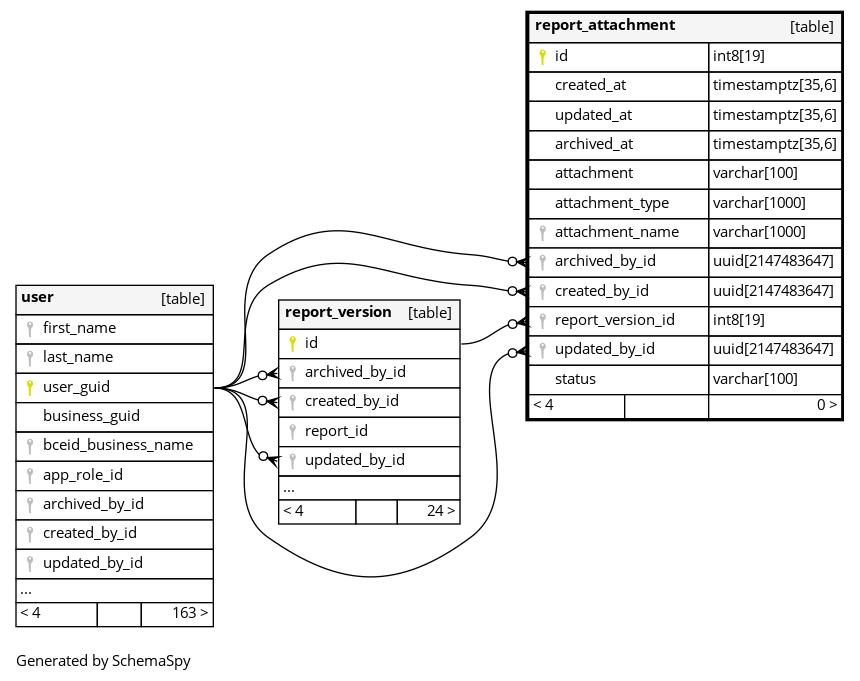 report_attachment [table]
id int8[19]
created_at timestamptz[35,6]
updated_at timestamptz[35,6]
archived_at timestamptz[35,6]
attachment varchar[100]
attachment_type varchar[1000]
attachment_name varchar[1000]
archived_by_id uuid[2147483647]
created_by_id uuid[2147483647]
report_version_id int8[19]
updated_by_id uuid[2147483647]
status varchar[100]
< 4 0 >
user [table]
first_name
last_name
user_guid
business_guid
bceid_business_name
app_role_id
archived_by_id
created_by_id
updated_by_id
...
< 4 163 >
report_version [table]
id
archived_by_id
created_by_id
report_id
updated_by_id
...
< 4 24 >
Generated by SchemaSpy